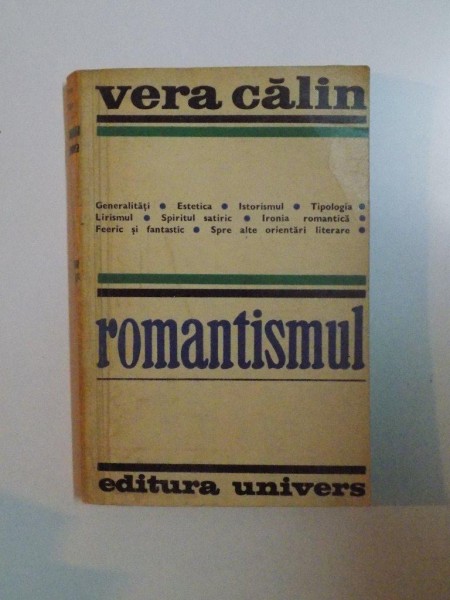 vera călin
Generalități • Estetica • Istorismul • Tipologia •
Lirismul • Spiritul satiric • Ironia romantică •
Feeric și fantastic • Spre alte orientări literare •
romantismul
editura univers